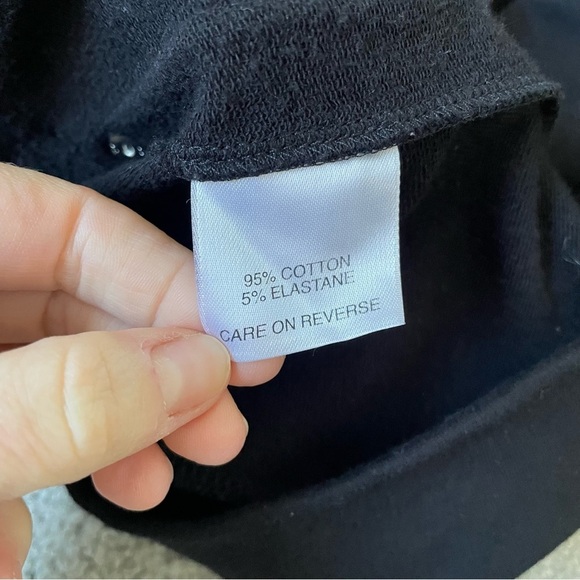 95% COTTON
5% ELASTANE
CARE ON REVERSE